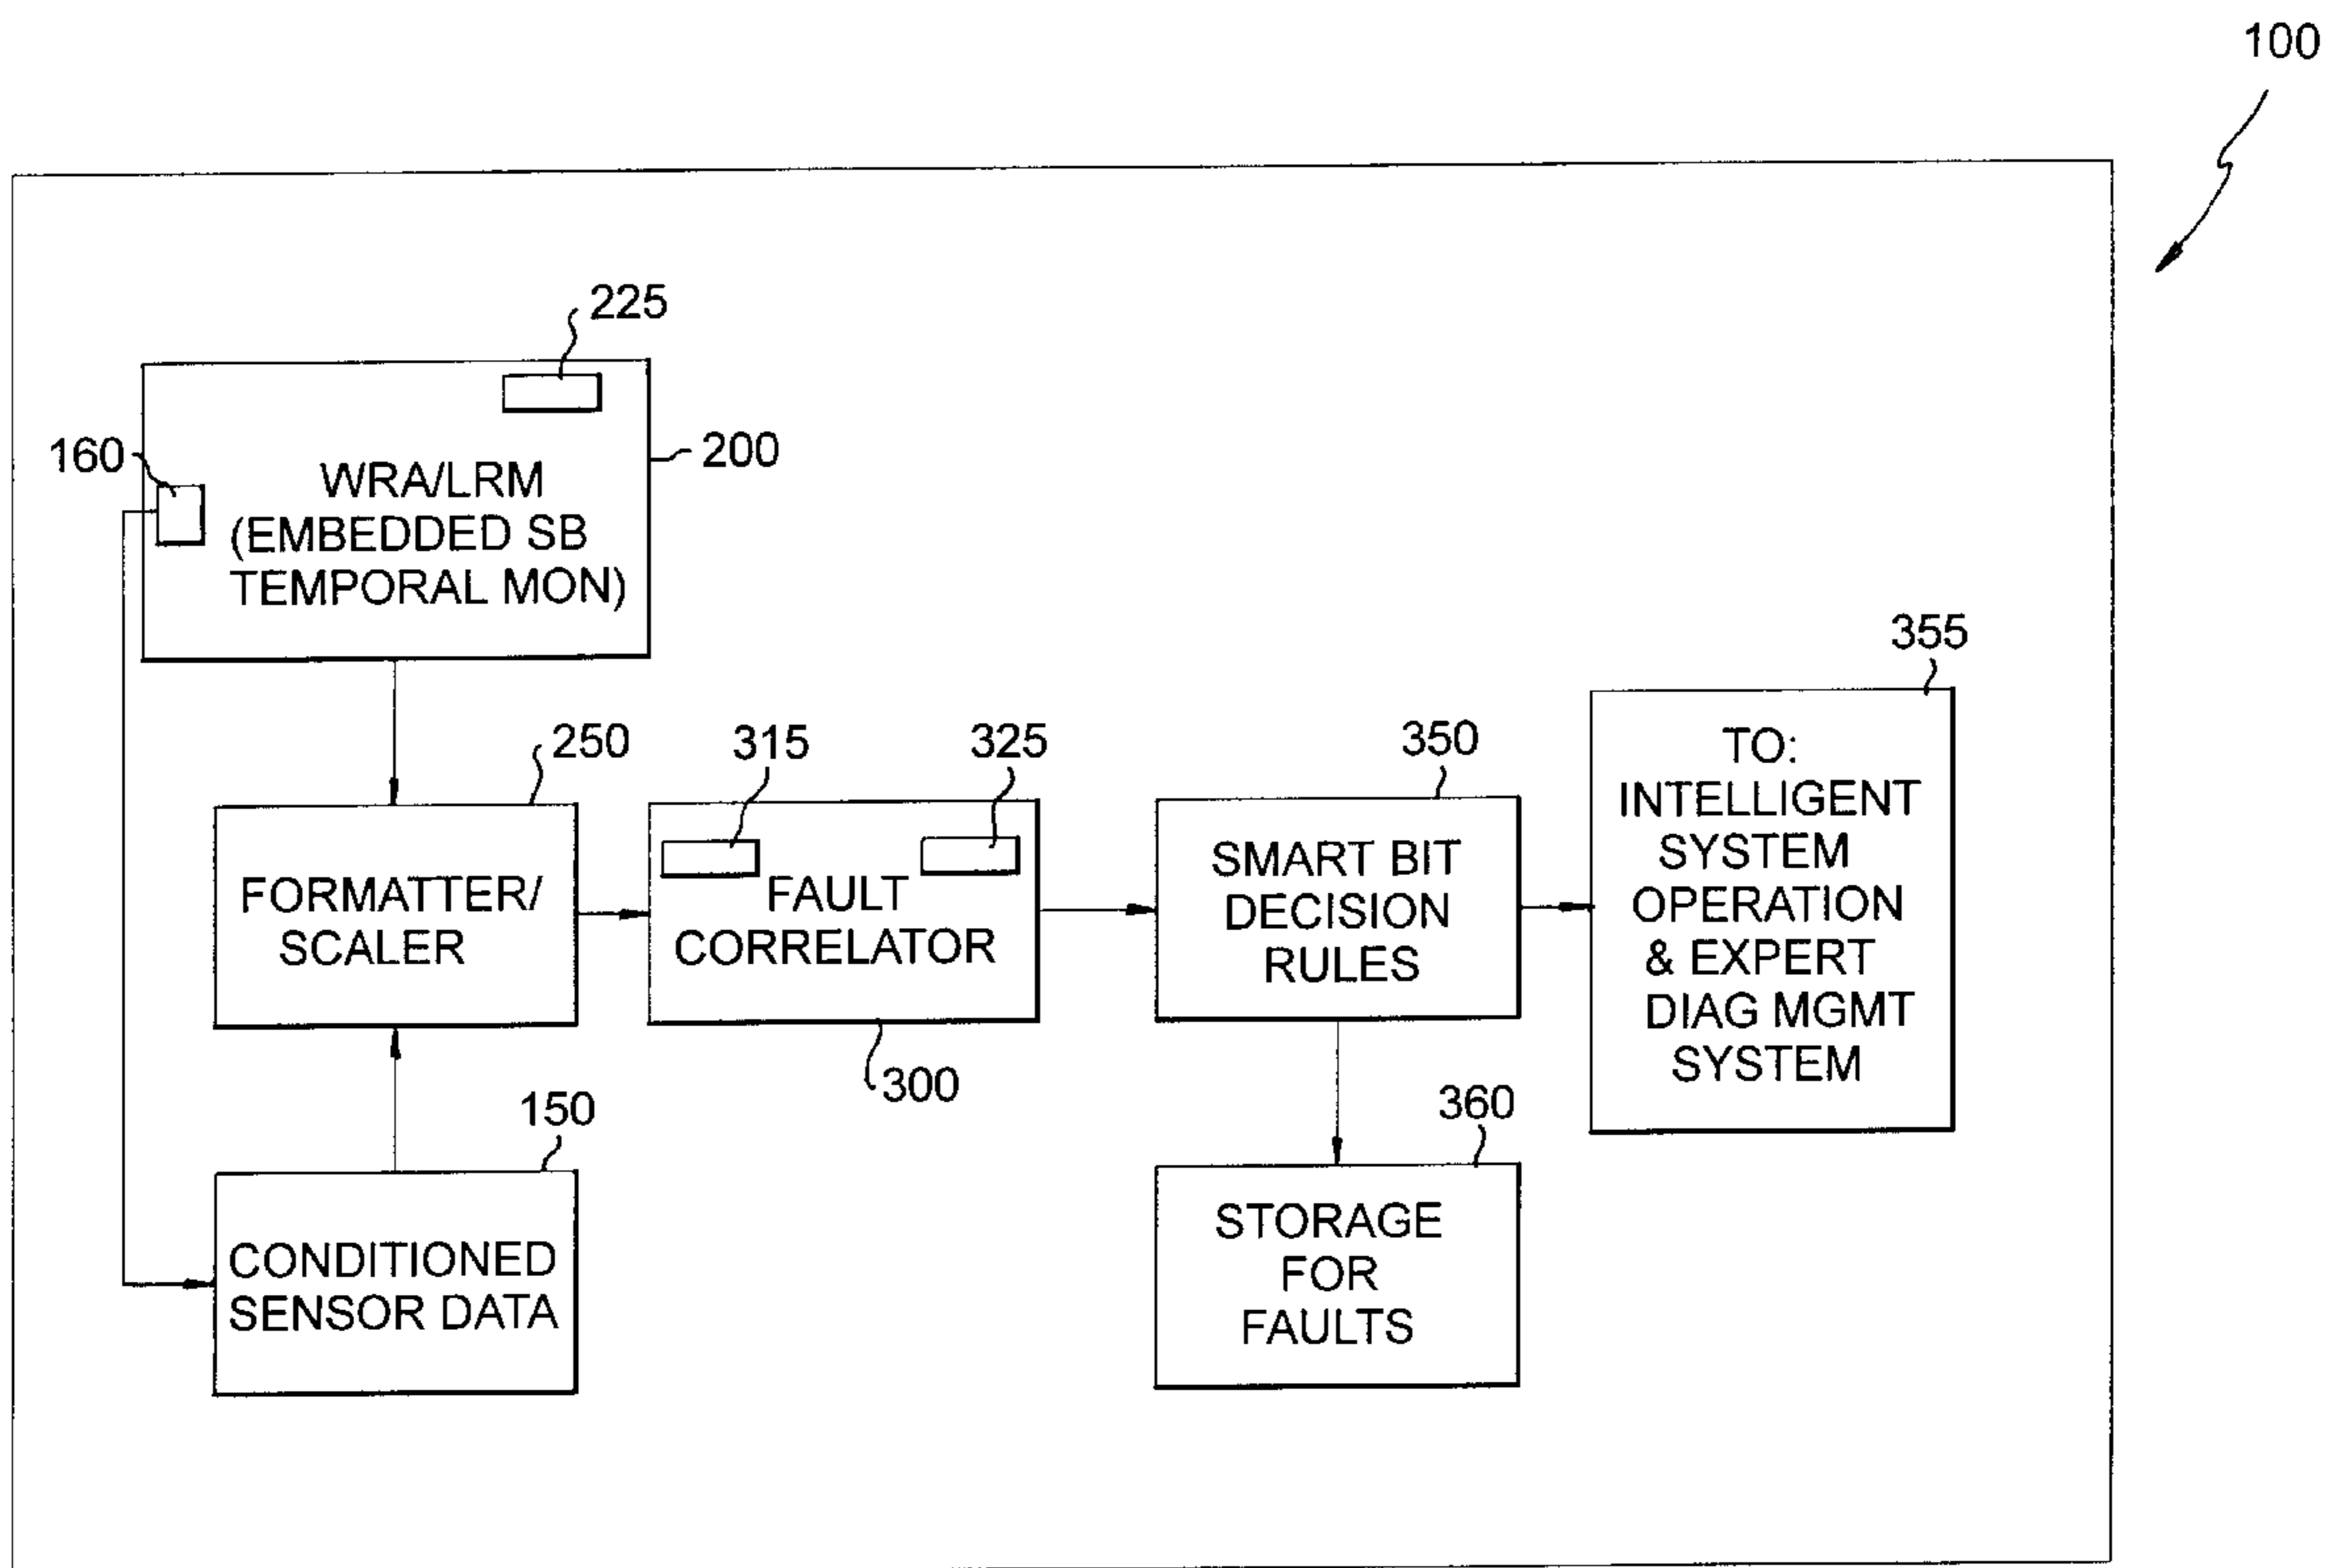 100
225
160
200
WRA/LRM
(EMBEDDED SB
TEMPORAL MON)
355
250
315
325
350
TO:
INTELLIGENT
SYSTEM
OPERATION
& EXPERT
DIAG MGMT
SYSTEM
FORMATTER/
SCALER
FAULT
CORRELATOR
SMART BIT
DECISION
RULES
300
150
360
CONDITIONED
SENSOR DATA
STORAGE
FOR
FAULTS